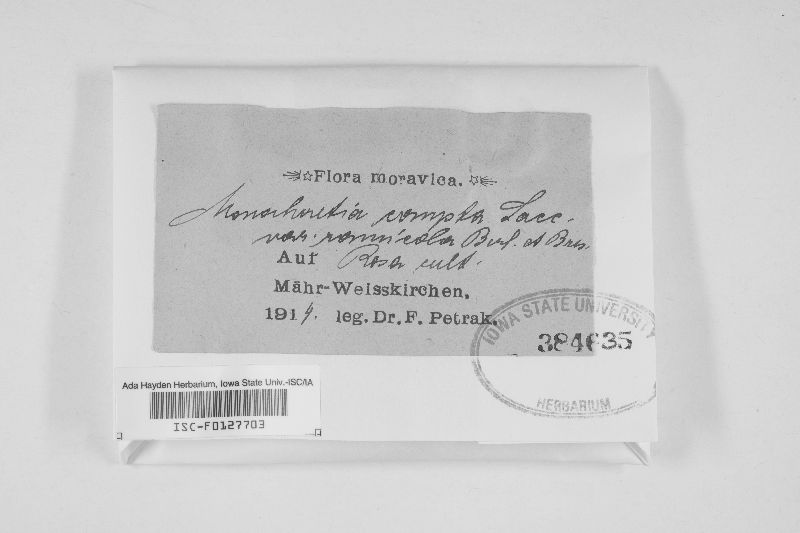 Flora moravica.
Monochaetia compta Sacc.
var. ramicola Berl. et Bres.
Auf Rosa cult.
Mähr-Weisskirchen,
1914. leg. Dr. F. Petrak.
IOWA STATE UNIVERSITY
384635
HERBARIUM
Ada Hayden Herbarium, Iowa State Univ.-ISC/IA
ISC-F0127703